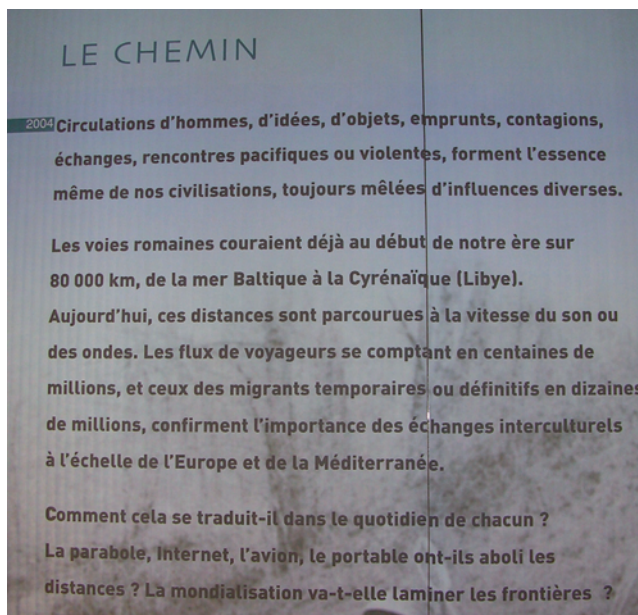 LE CHEMIN
2004 Circulations d'hommes, d'idées, d'objets, emprunts, contagions,
échanges, rencontres pacifiques ou violentes, forment l'essence
même de nos civilisations, toujours mêlées d'influences diverses.
Les voies romaines couraient déjà au début de notre ère sur
80 000 km, de la mer Baltique à la Cyrénaïque (Libye).
Aujourd'hui, ces distances sont parcourues à la vitesse du son ou
des ondes. Les flux de voyageurs se comptant en centaines de
millions, et ceux des migrants temporaires ou définitifs en dizaines
de millions, confirment l'importance des échanges interculturels
à l'échelle de l'Europe et de la Méditerranée.
Comment cela se traduit-il dans le quotidien de chacun ?
La parabole, Internet, l'avion, le portable ont-ils aboli les
distances ? La mondialisation va-t-elle laminer les frontières ?